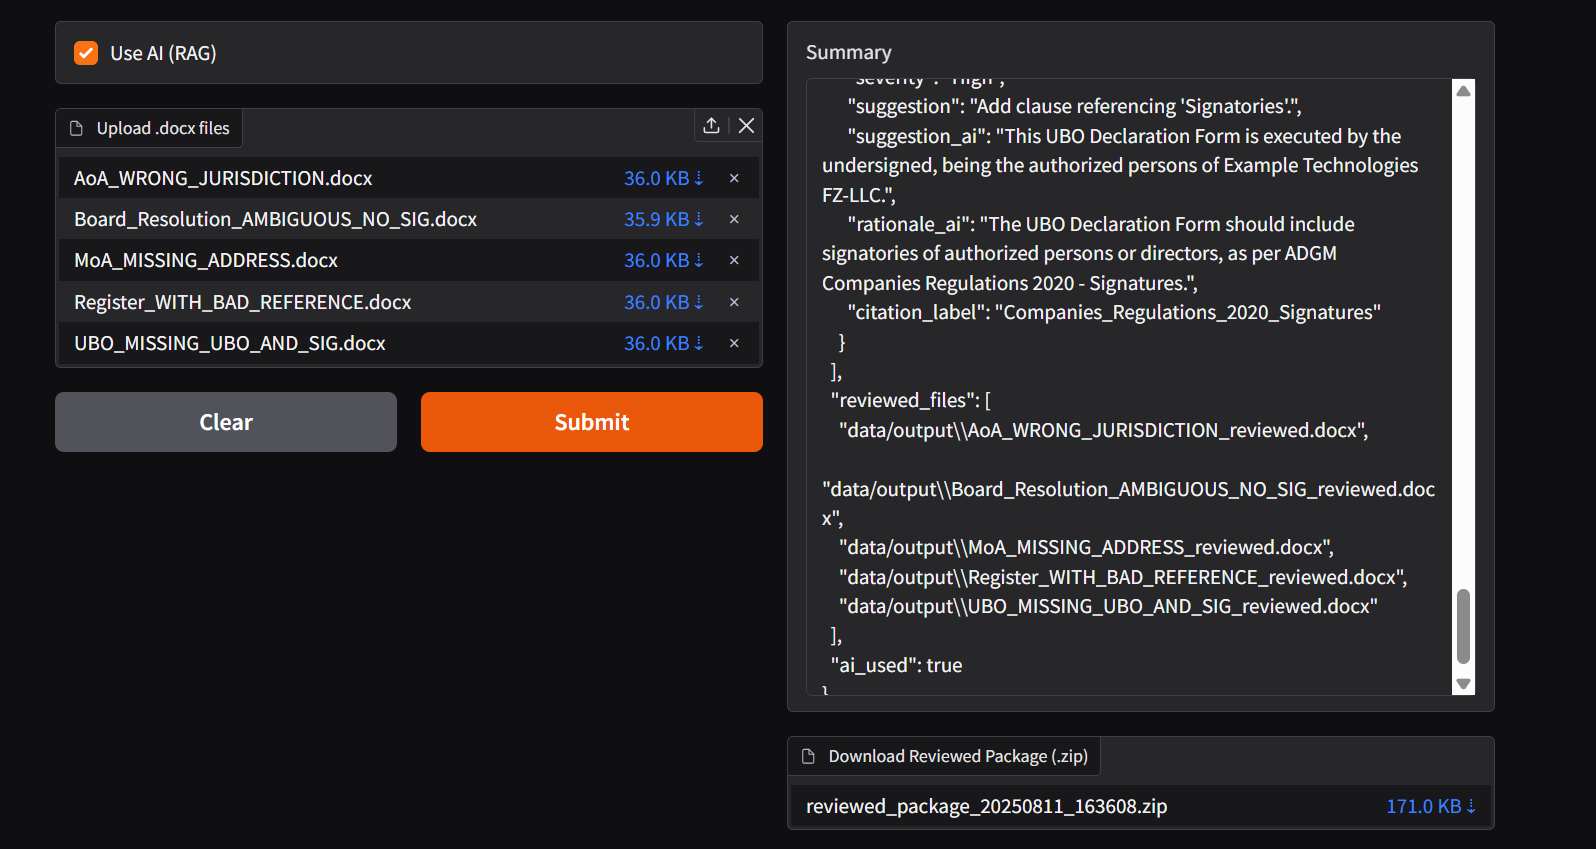 Use AI (RAG)
Upload .docx files
AoA_WRONG_JURISDICTION.docx 36.0 KB ⇣ ×
Board_Resolution_AMBIGUOUS_NO_SIG.docx 35.9 KB ⇣ ×
MoA_MISSING_ADDRESS.docx 36.0 KB ⇣ ×
Register_WITH_BAD_REFERENCE.docx 36.0 KB ⇣ ×
UBO_MISSING_UBO_AND_SIG.docx 36.0 KB ⇣ ×
Clear Submit
Summary
"severity": "High",
"suggestion": "Add clause referencing 'Signatories'.",
"suggestion_ai": "This UBO Declaration Form is executed by the
undersigned, being the authorized persons of Example Technologies
FZ-LLC.",
"rationale_ai": "The UBO Declaration Form should include
signatories of authorized persons or directors, as per ADGM
Companies Regulations 2020 - Signatures.",
"citation_label": "Companies_Regulations_2020_Signatures"
}
],
"reviewed_files": [
"data/output\\AoA_WRONG_JURISDICTION_reviewed.docx",
"data/output\\Board_Resolution_AMBIGUOUS_NO_SIG_reviewed.doc
x",
"data/output\\MoA_MISSING_ADDRESS_reviewed.docx",
"data/output\\Register_WITH_BAD_REFERENCE_reviewed.docx",
"data/output\\UBO_MISSING_UBO_AND_SIG_reviewed.docx"
],
"ai_used": true
}
Download Reviewed Package (.zip)
reviewed_package_20250811_163608.zip 171.0 KB ⇣